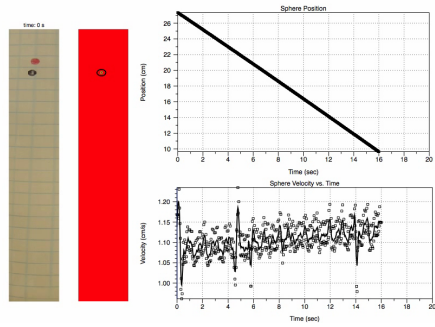 time: 0 s
Sphere Position
26
24
22
20
18
16
14
12
10
Position (cm)
0 2 4 6 8 10 12 14 16 18 20
Time (sec)
Sphere Velocity vs. Time
1.20
1.15
1.10
1.05
1.00
Velocity (cm/s)
0 2 4 6 8 10 12 14 16 18 20
Time (sec)